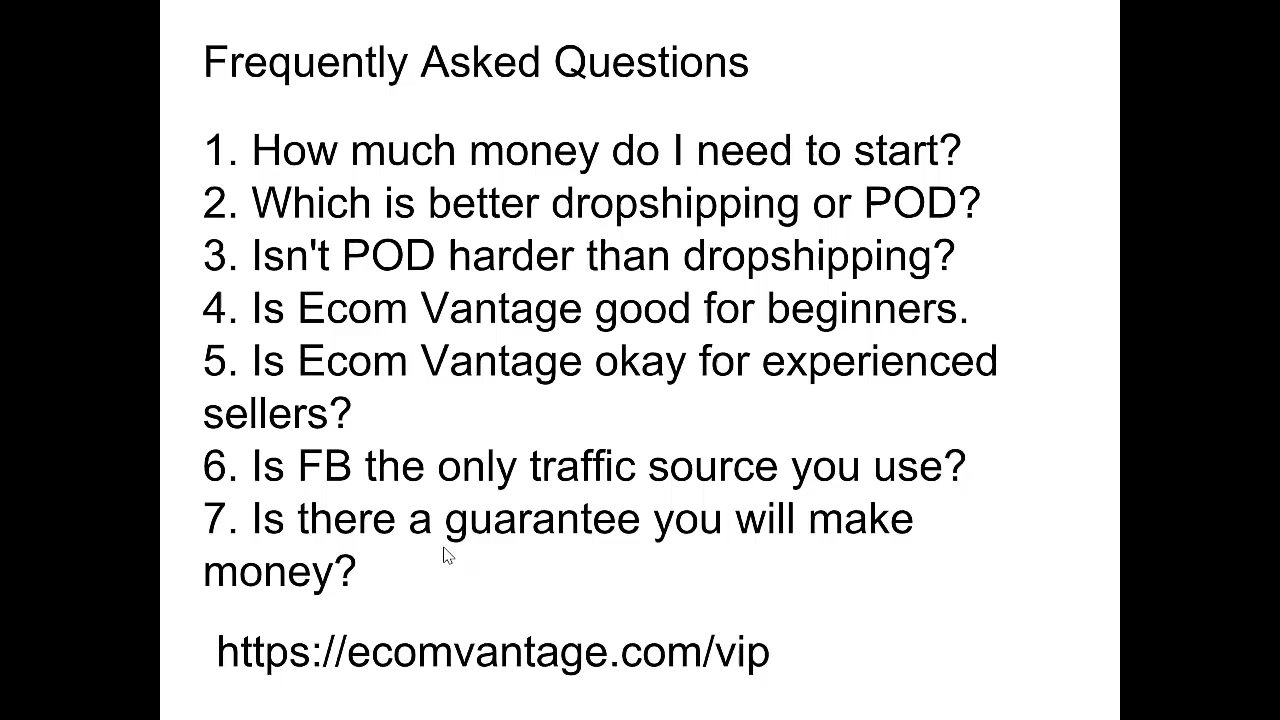 Frequently Asked Questions
1. How much money do I need to start?
2. Which is better dropshipping or POD?
3. Isn't POD harder than dropshipping?
4. Is Ecom Vantage good for beginners.
5. Is Ecom Vantage okay for experienced
sellers?
6. Is FB the only traffic source you use?
7. Is there a guarantee you will make
money?
https://ecomvantage.com/vip